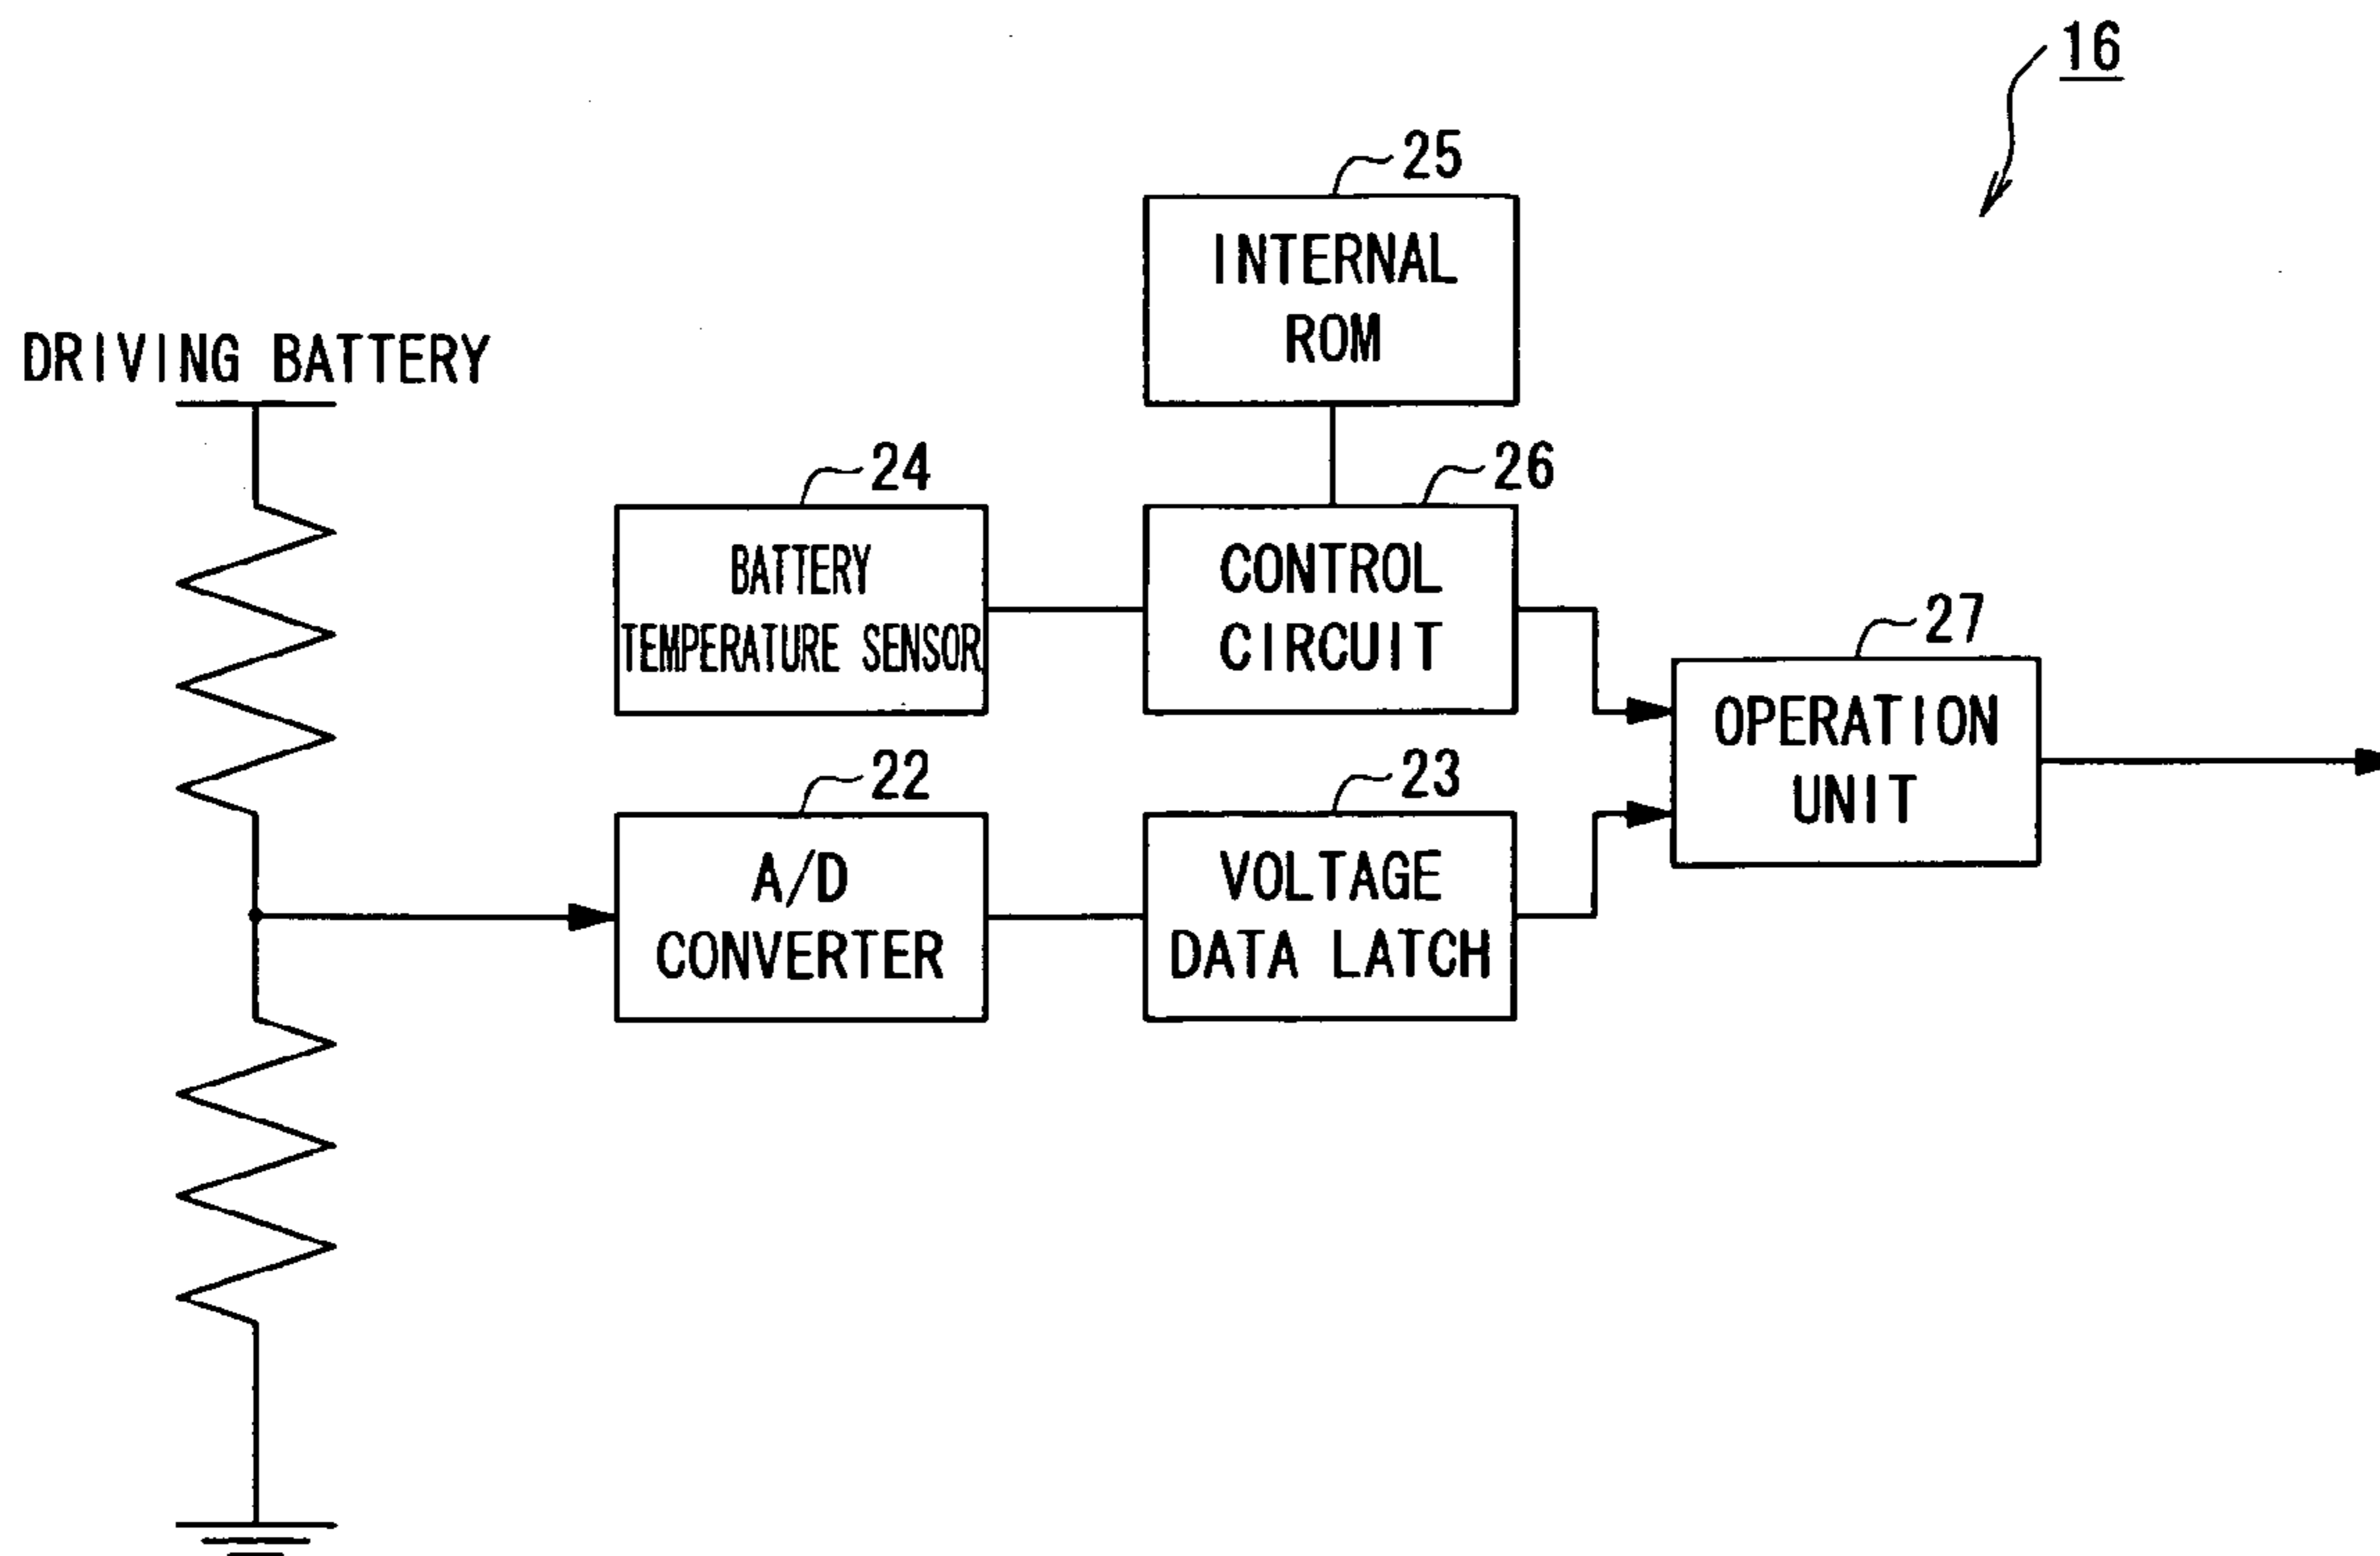 16
25
INTERNAL
ROM
DRIVING BATTERY
24
BATTERY
TEMPERATURE SENSOR
26
CONTROL
CIRCUIT
27
OPERATION
UNIT
22
A/D
CONVERTER
23
VOLTAGE
DATA LATCH